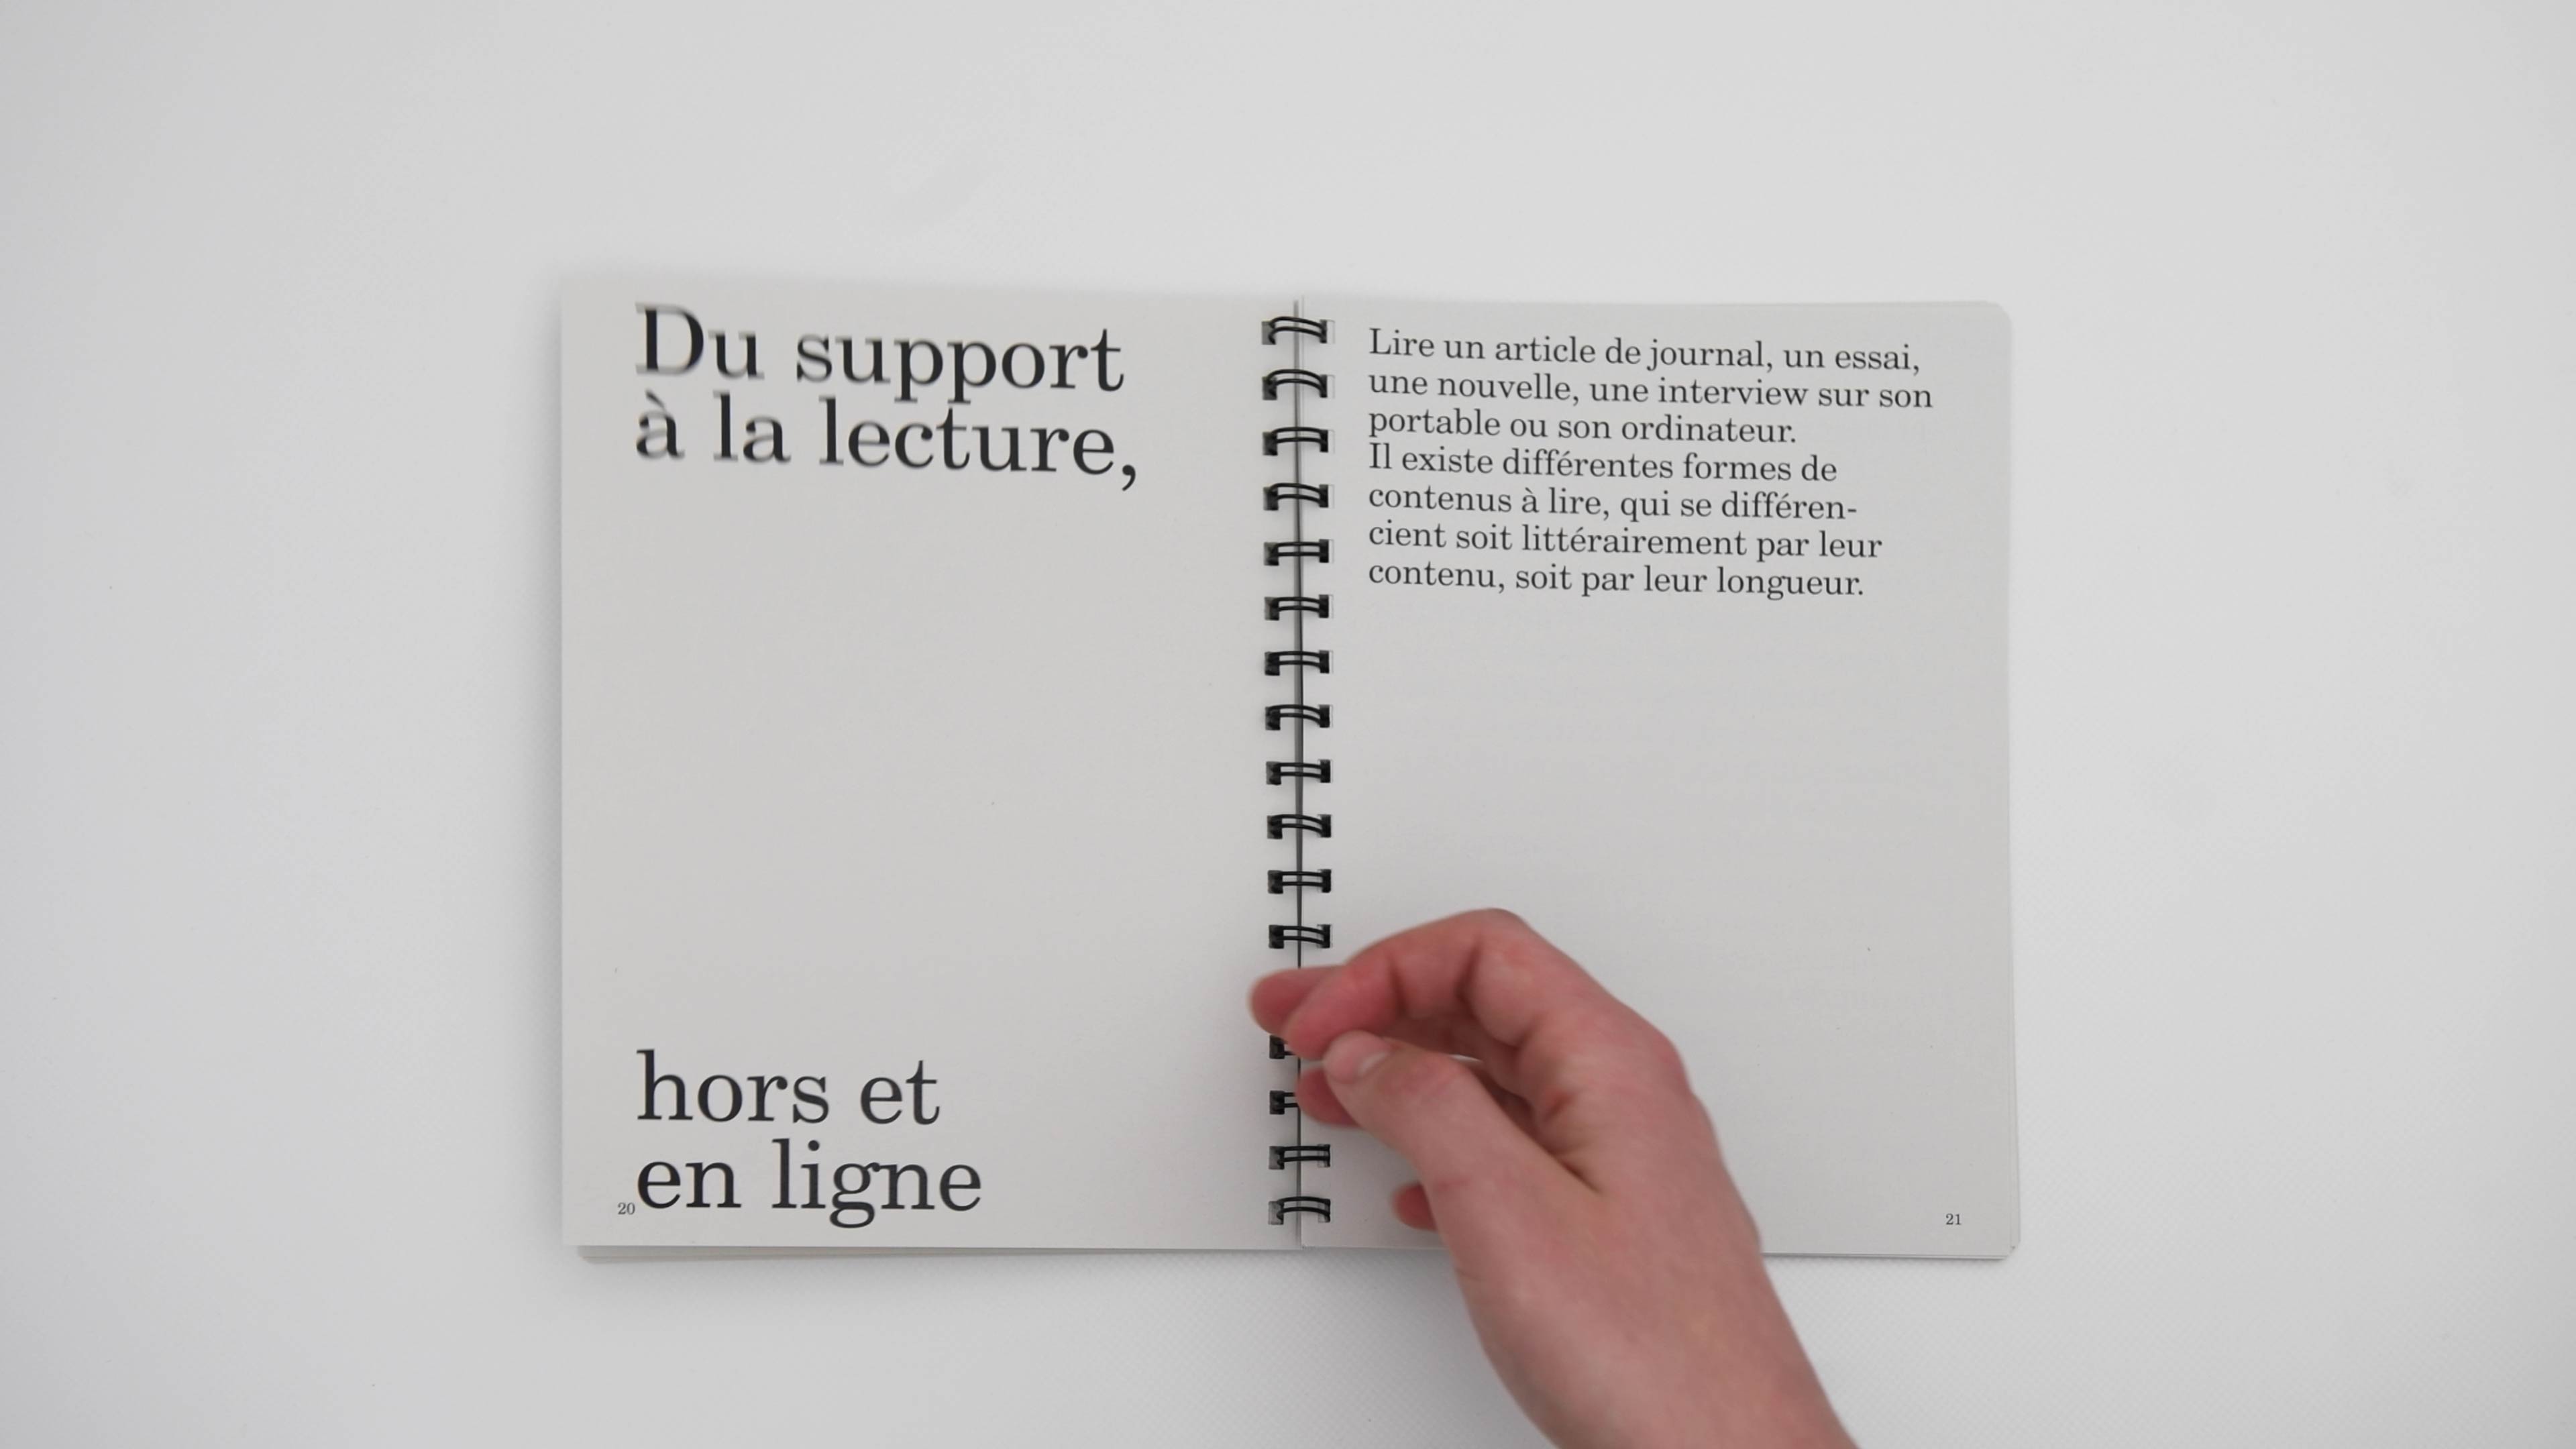 Du support
à la lecture,
hors et
en ligne
20
Lire un article de journal, un essai,
une nouvelle, une interview sur son
portable ou son ordinateur.
Il existe différentes formes de
contenus à lire, qui se différen-
cient soit littérairement par leur
contenu, soit par leur longueur.
21